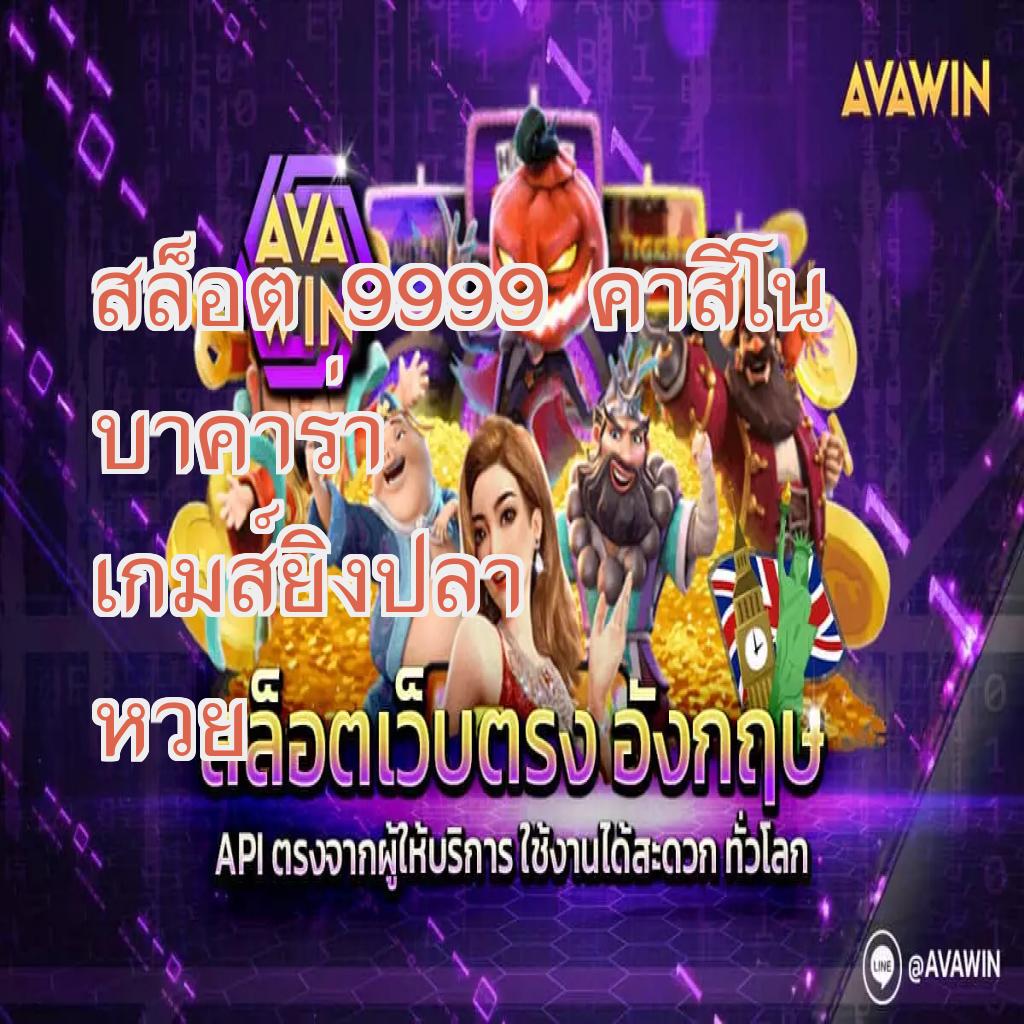 AVAWIN
AVA
WIN
TIGER
สล็อต 9999 คาสิโน
บาคาร่า
เกมส์ยิงปลา
หวย
สล็อตเว็บตรง อังกฤษ
API ตรงจากผู้ให้บริการ ใช้งานได้สะดวก ทั่วโลก
LINE @AVAWIN